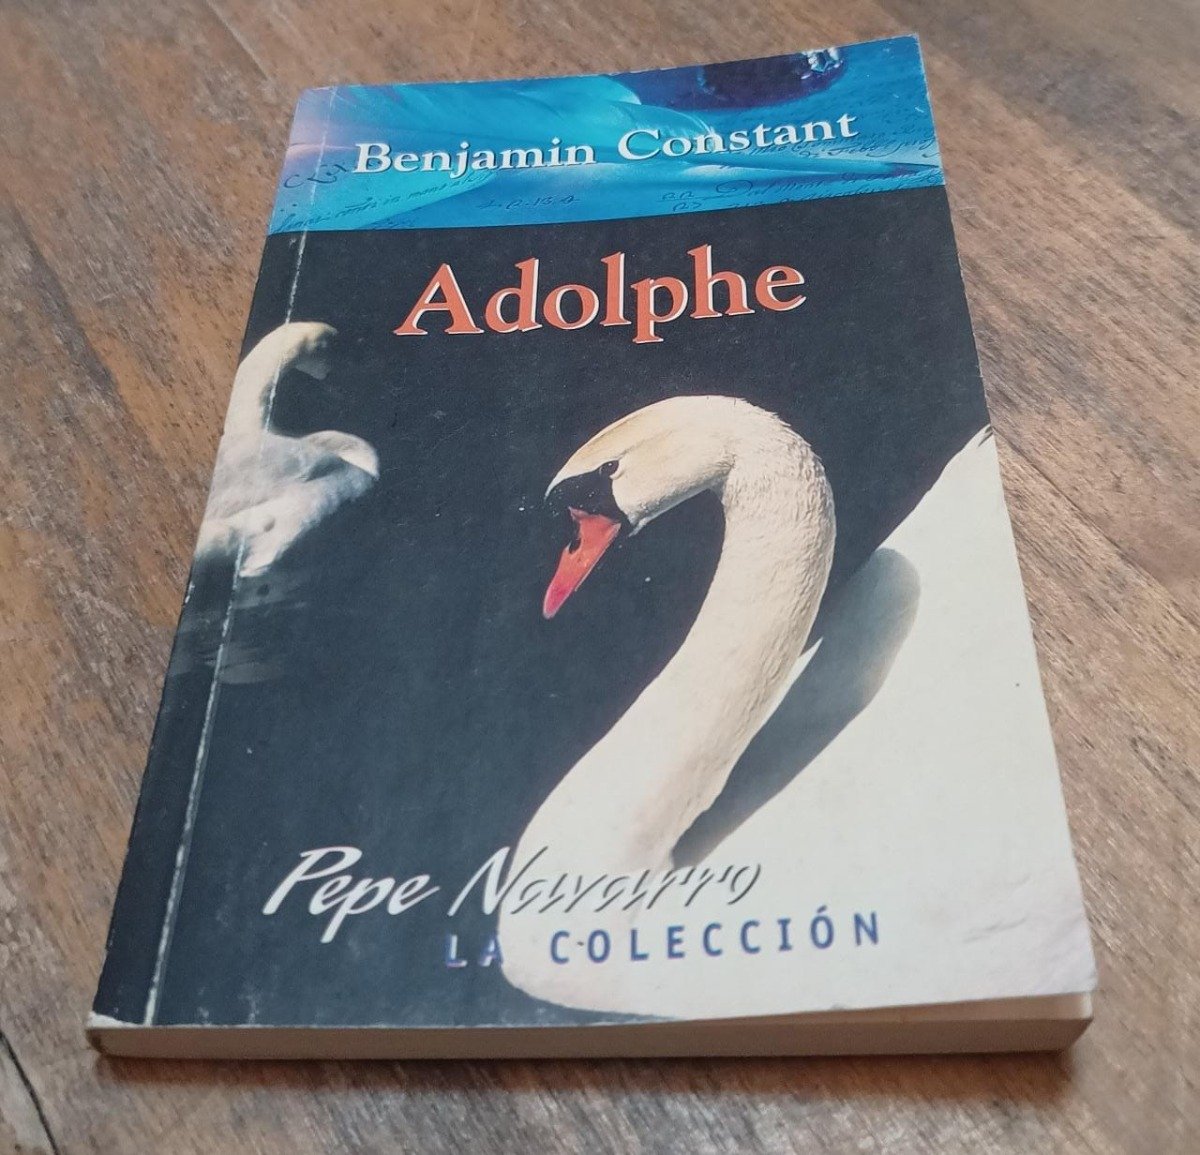 Benjamin Constant
Adolphe
Pepe Navarro
LA COLECCIÓN